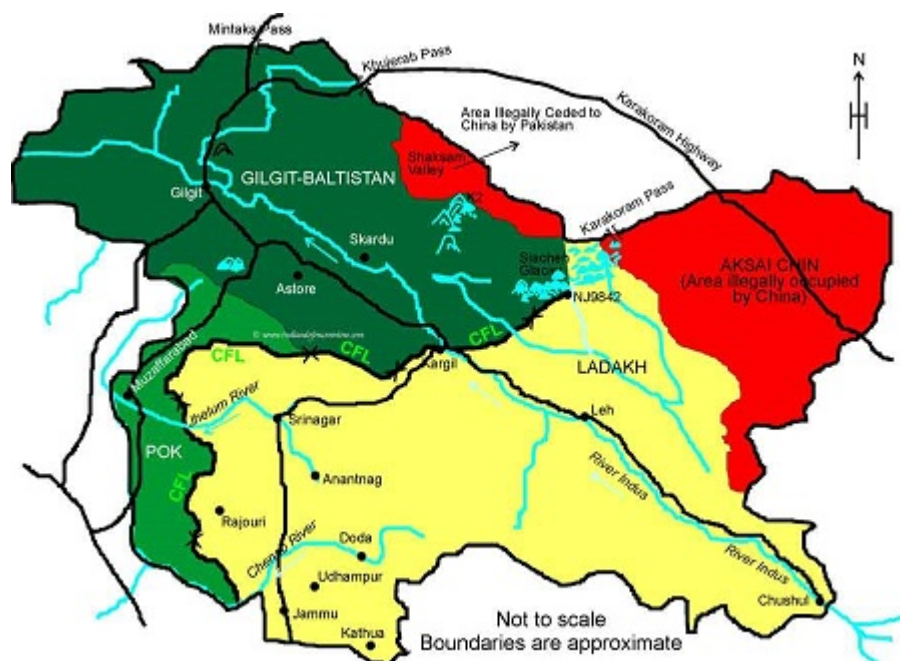 Mintaka Pass
Khujerab Pass
N
Area Illegally Ceded to
China by Pakistan
Karakoram Highway
Shaksam
Valley
GILGIT-BALTISTAN
K2
Karakoram Pass
Gilgit
Skardu
Siachen
Glacier
AKSAI CHIN
(Area illegally occupied
by China)
Astore
NJ9842
CFL
CFL
CFL
Muzaffarabad
Kargil
LADAKH
Jhelum River
Srinagar
Leh
POK
CFL
Anantnag
River Indus
Rajouri
Doda
Chenab River
Udhampur
River Indus
Chushul
Jammu
Not to scale
Boundaries are approximate
Kathua